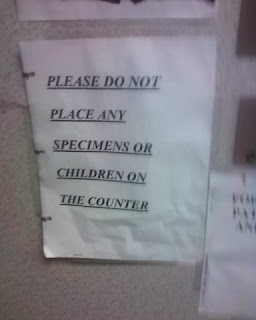 PLEASE DO NOT
PLACE ANY
SPECIMENS OR
CHILDREN ON
THE COUNTER